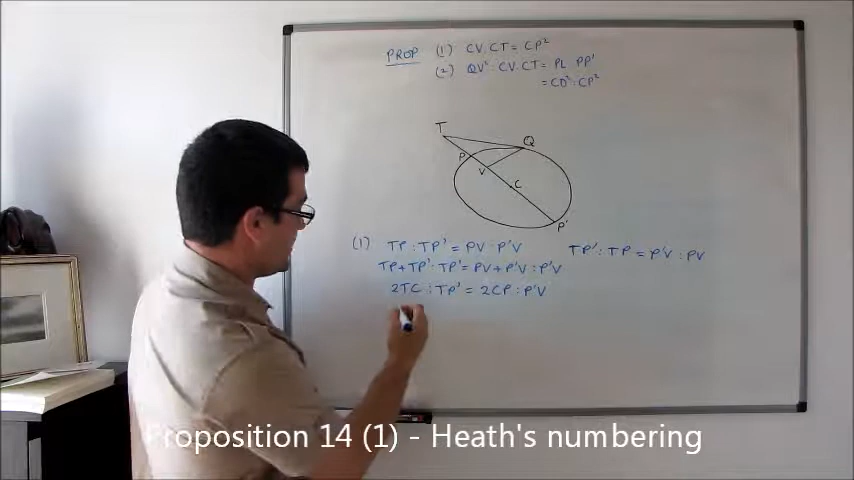 PROP (1) CV.CT = CP²
(2) QV² : CV.CT = PL PP'
= CD² : CP²
T
Q
P
V
C
P'
(1) TP : TP' = PV : P'V TP' : TP = P'V : PV
TP+TP' : TP' = PV + P'V : P'V
2TC : TP' = 2CP : P'V
Proposition 14 (1) - Heath's numbering